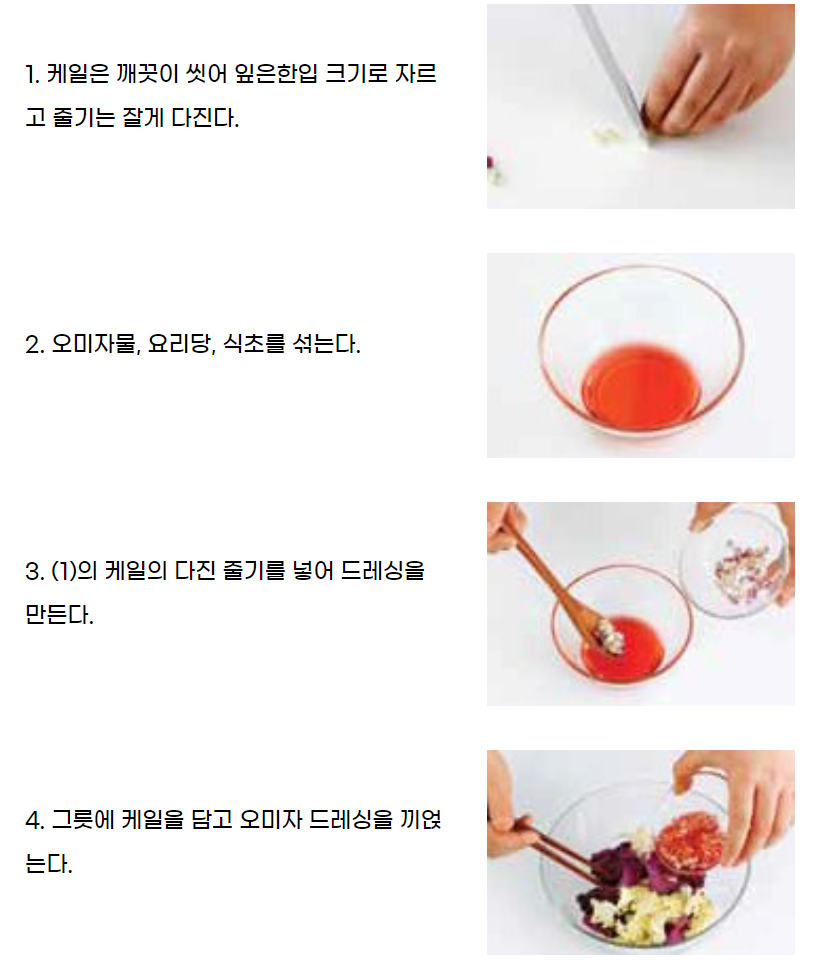 1. 케일은 깨끗이 씻어 잎은한입 크기로 자르
고 줄기는 잘게 다진다.
2. 오미자물, 요리당, 식초를 섞는다.
3. (1)의 케일의 다진 줄기를 넣어 드레싱을
만든다.
4. 그릇에 케일을 담고 오미자 드레싱을 끼얹
는다.